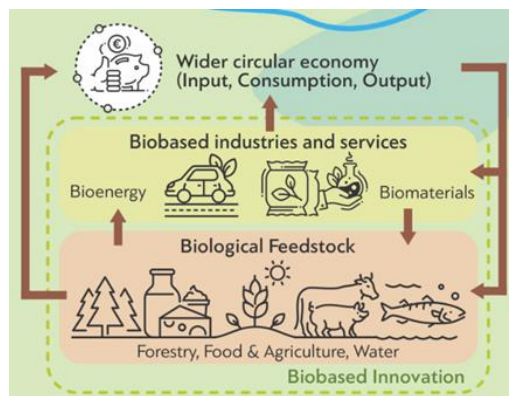 €
Wider circular economy
(Input, Consumption, Output)
Biobased industries and services
Bioenergy
Biomaterials
Biological Feedstock
Forestry, Food & Agriculture, Water
Biobased Innovation